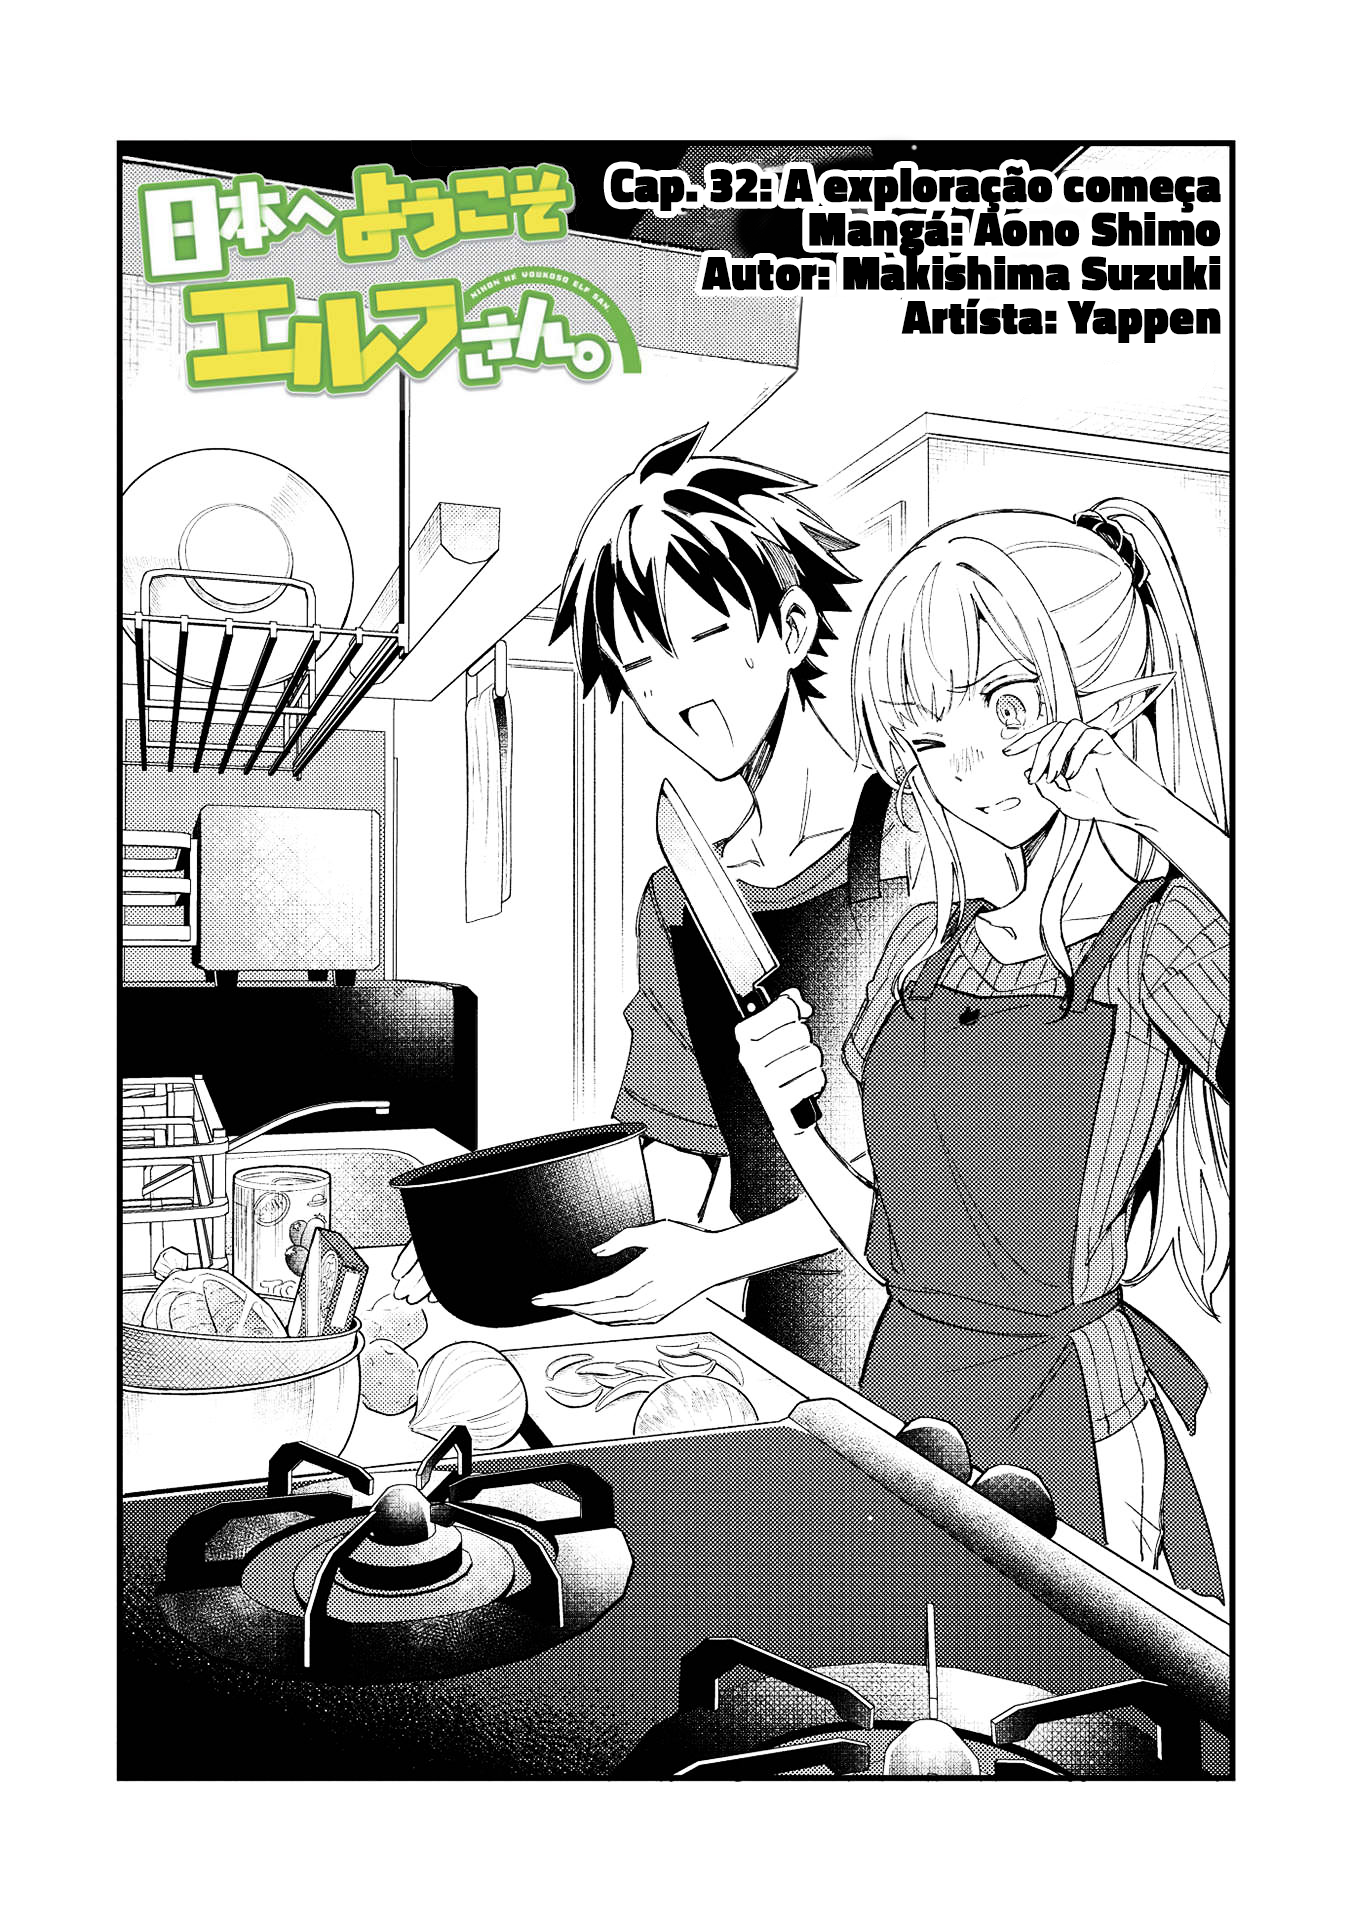 日本へようこそ
エルフさん。
NIHON HE YOUKOSO ELF SAN.
Cap. 32: A exploração começa
Mangá: Aono Shimo
Autor: Makishima Suzuki
Artísta: Yappen